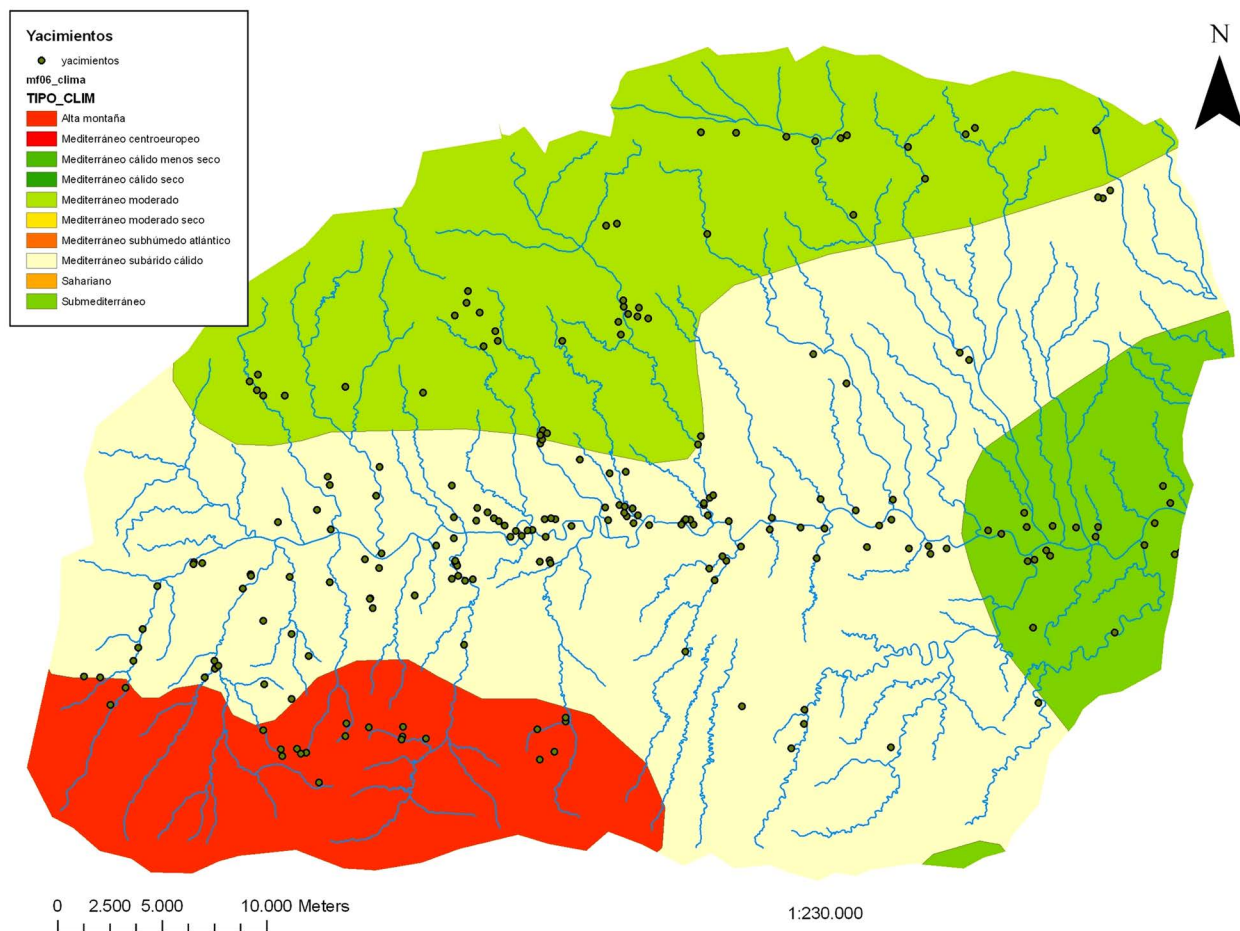 Yacimientos
yacimientos
mf06_clima
TIPO_CLIM
Alta montaña
Mediterráneo centroeuropeo
Mediterráneo cálido menos seco
Mediterráneo cálido seco
Mediterráneo moderado
Mediterráneo moderado seco
Mediterráneo subhúmedo atlántico
Mediterráneo subárido cálido
Sahariano
Submediterráneo
N
0 2.500 5.000 10.000 Meters
1:230.000